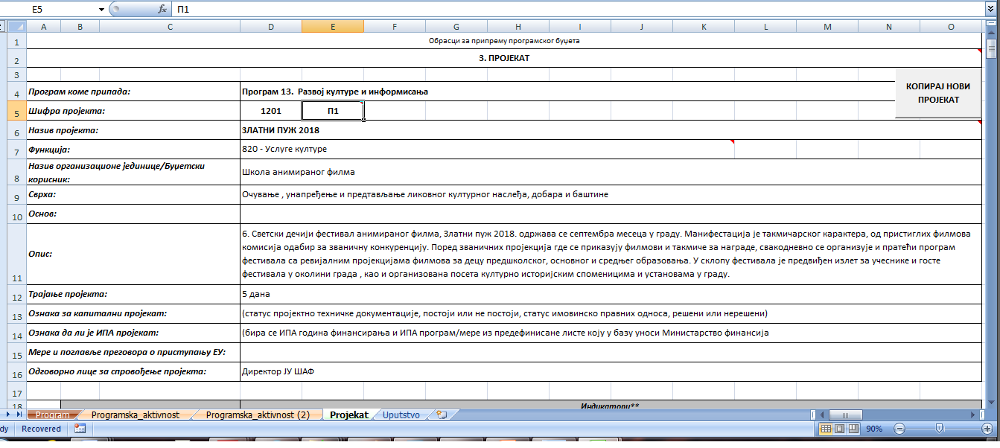 E5 fx П1
A B C D E F G H I J K L M N O
1 Обрасци за припрему програмског буџета
2 3. ПРОЈЕКАТ
3
4 Програм коме припада: Програм 13. Развој културе и информисања
КОПИРАЈ НОВИ
ПРОЈЕКАТ
5 Шифра пројекта: 1201 П1
6 Назив пројекта: ЗЛАТНИ ПУЖ 2018
7 Функција: 820 - Услуге културе
Назив организационе јединице/Буџетски
8 корисник: Школа анимираног филма
9 Сврха: Очување , унапређење и предтављање ликовног културног наслеђа, добара и баштине
10 Основ:
11 Опис:
6. Светски дечији фестивал анимираног филма, Златни пуж 2018. одржава се септембра месеца у граду. Манифестација је такмичарског карактера, од пристиглих филмова
комисија одабир за званичну конкуренцију. Поред званичних пројекција где се приказују филмови и такмиче за награде, свакодневно се организује и пратећи програм
фестивала са ревијалним пројекцијама филмова за децу предшколског, основног и средњег образовања. У склопу фестивала је предвиђен излет за учеснике и госте
фестивала у околини града , као и организована посета културно историјским споменицима и установама у граду.
12 Трајање пројекта: 5 дана
13 Ознака за капитални пројекат: (статус пројектно техничке документације, постоји или не постоји, статус имовинско правних односа, решени или нерешени)
14 Ознака да ли је ИПА пројекат: (бира се ИПА година финансирања и ИПА програм/мере из предефинисане листе коју у базу уноси Министарство финансија
15 Мере и поглавље преговора о приступању ЕУ:
16 Одговорно лице за спровођење пројекта: Директор ЈУ ШАФ
17
18 Индикатори**
Program Programska_aktivnost Programska_aktivnost (2) Projekat Uputstvo
dy Recovered 90%